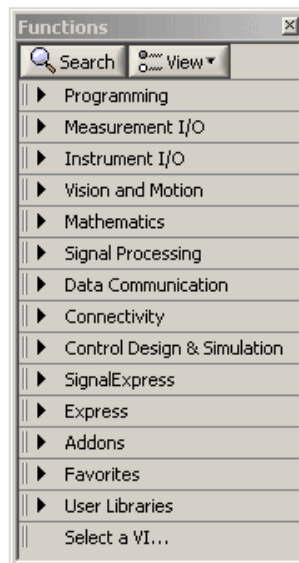 Functions
Search View
Programming
Measurement I/O
Instrument I/O
Vision and Motion
Mathematics
Signal Processing
Data Communication
Connectivity
Control Design & Simulation
SignalExpress
Express
Addons
Favorites
User Libraries
Select a VI...